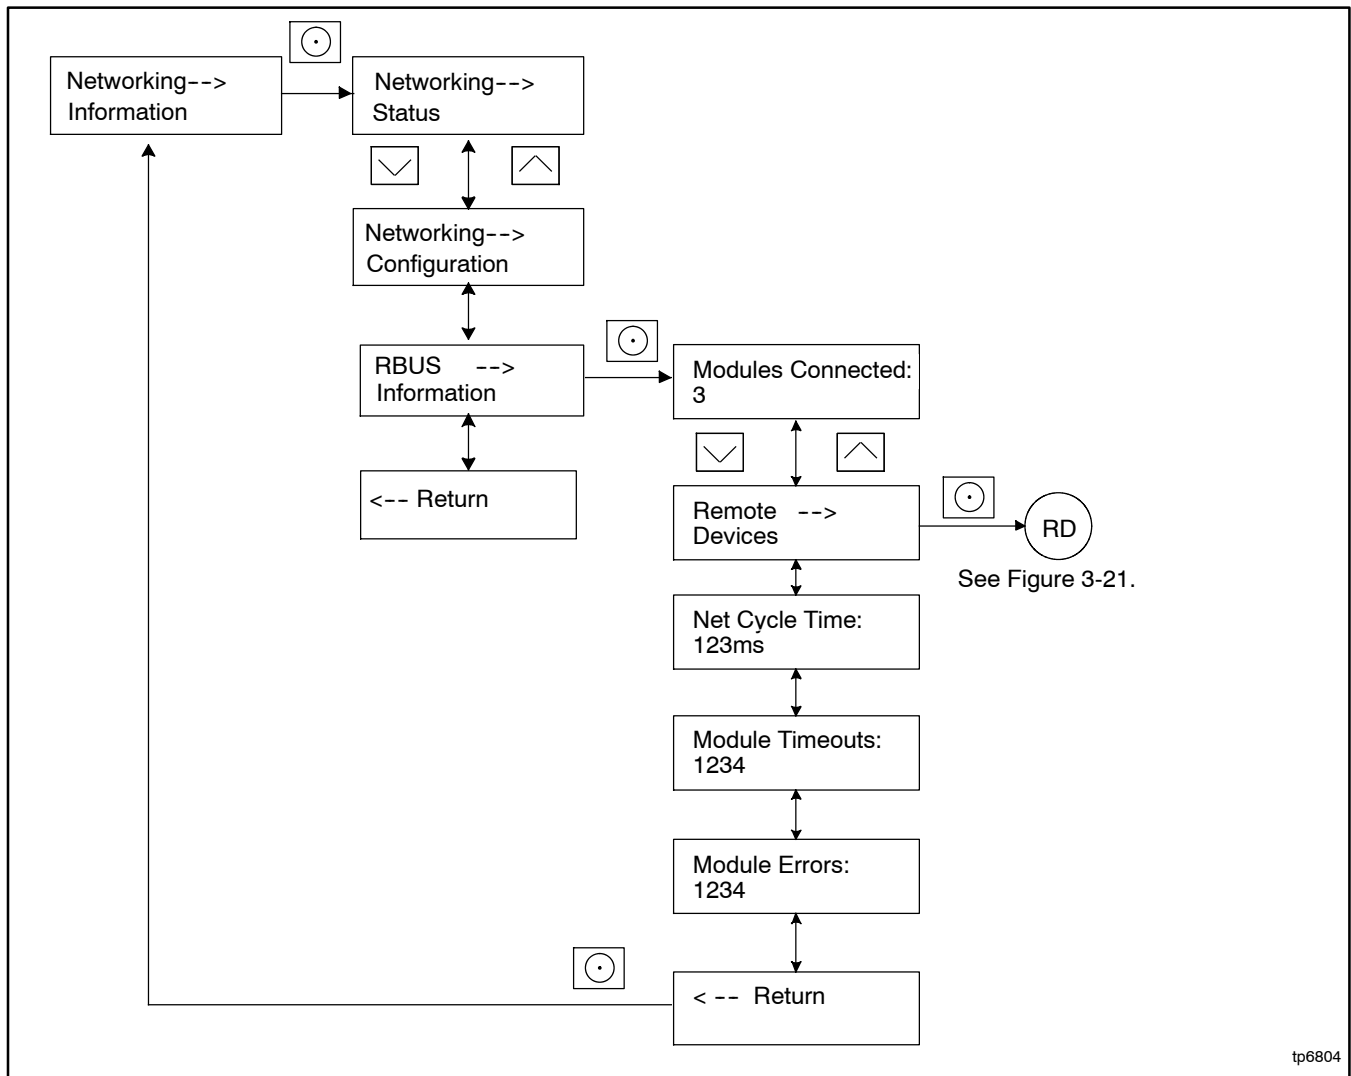 Networking-->
Information
Networking-->
Status
Networking-->
Configuration
RBUS -->
Information
<-- Return
Modules Connected:
3
Remote -->
Devices
RD
See Figure 3-21.
Net Cycle Time:
123ms
Module Timeouts:
1234
Module Errors:
1234
< -- Return
tp6804